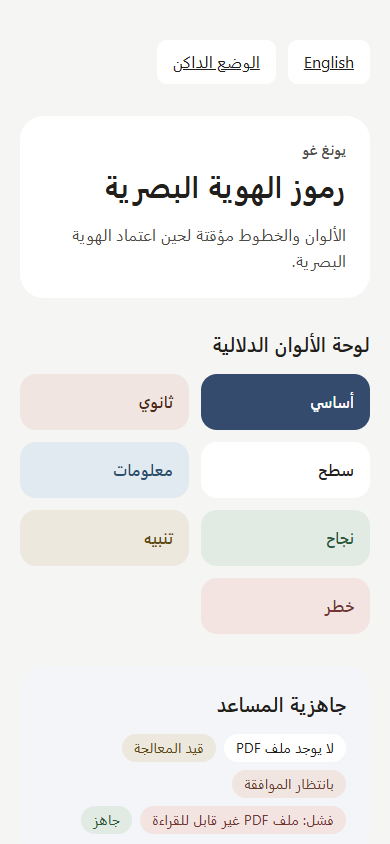 English
الوضع الداكن
يونغ غو
رموز الهوية البصرية
الألوان والخطوط مؤقتة لحين اعتماد الهوية
البصرية.
لوحة الألوان الدلالية
أساسي
ثانوي
سطح
معلومات
نجاح
تنبيه
خطر
جاهزية المساعد
لا يوجد ملف PDF
قيد المعالجة
بانتظار الموافقة
فشل: ملف PDF غير قابل للقراءة
جاهز